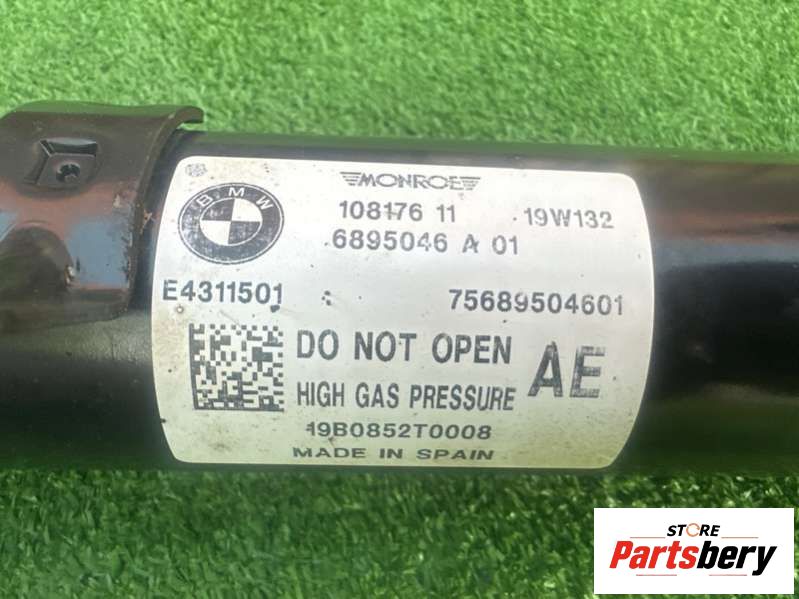 BMW
MONROE
108176 11 19W132
6895046 A 01
E4311501 75689504601
DO NOT OPEN AE
HIGH GAS PRESSURE
19B0852T0008
MADE IN SPAIN
STORE
Partsbery